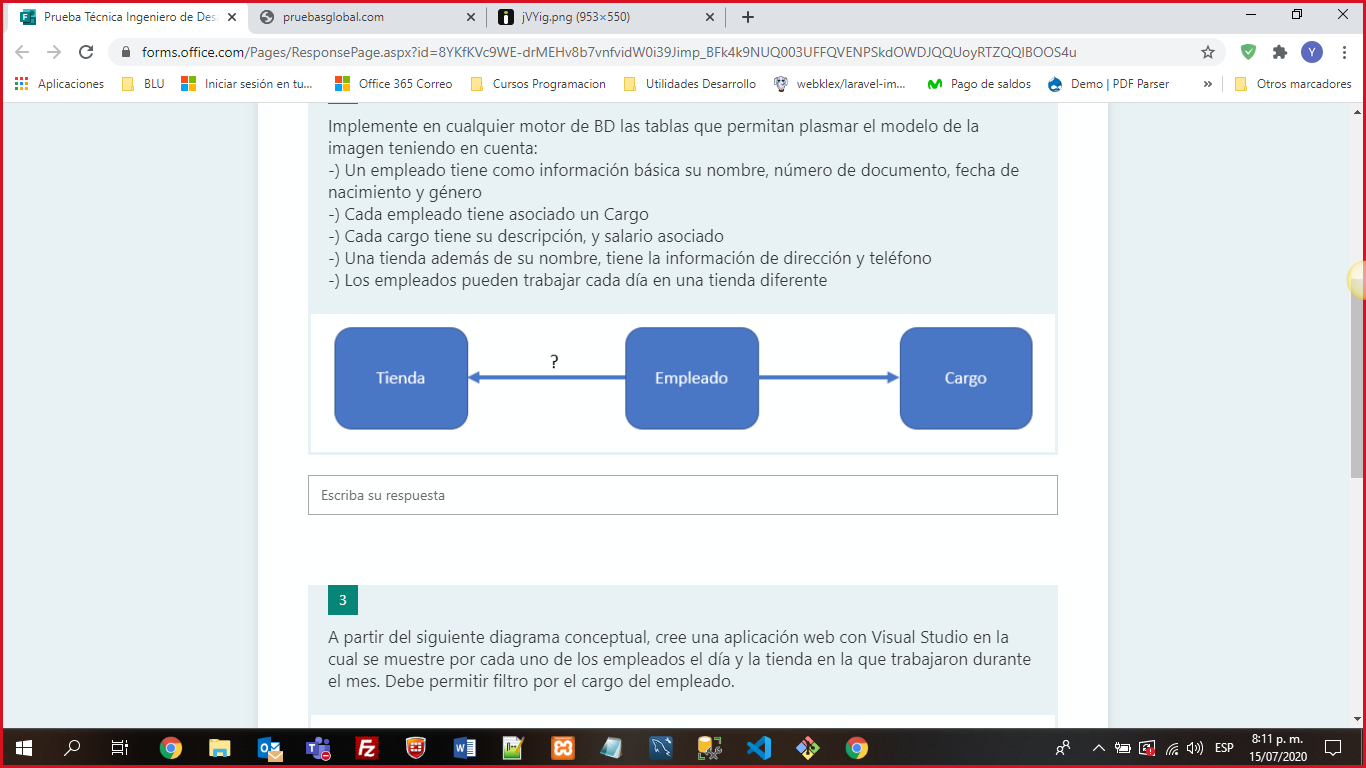 Prueba Técnica Ingeniero de Des
pruebasglobal.com
jVYig.png (953×550)
forms.office.com/Pages/ResponsePage.aspx?id=8YKfKVc9WE-drMEHv8b7vnfvidW0i39Jimp_BFk4k9NUQ003UFFQVENPSkdOWDJQQUoyRTZQQlBOOS4u
Y
Aplicaciones
BLU
Iniciar sesión en tu...
Office 365 Correo
Cursos Programacion
Utilidades Desarrollo
webklex/laravel-im...
Pago de saldos
Demo | PDF Parser
»
Otros marcadores
Implemente en cualquier motor de BD las tablas que permitan plasmar el modelo de la
imagen teniendo en cuenta:
-) Un empleado tiene como información básica su nombre, número de documento, fecha de
nacimiento y género
-) Cada empleado tiene asociado un Cargo
-) Cada cargo tiene su descripción, y salario asociado
-) Una tienda además de su nombre, tiene la información de dirección y teléfono
-) Los empleados pueden trabajar cada día en una tienda diferente
?
Tienda
Empleado
Cargo
Escriba su respuesta
3
A partir del siguiente diagrama conceptual, cree una aplicación web con Visual Studio en la
cual se muestre por cada uno de los empleados el día y la tienda en la que trabajaron durante
el mes. Debe permitir filtro por el cargo del empleado.
ESP
8:11 p. m.
15/07/2020